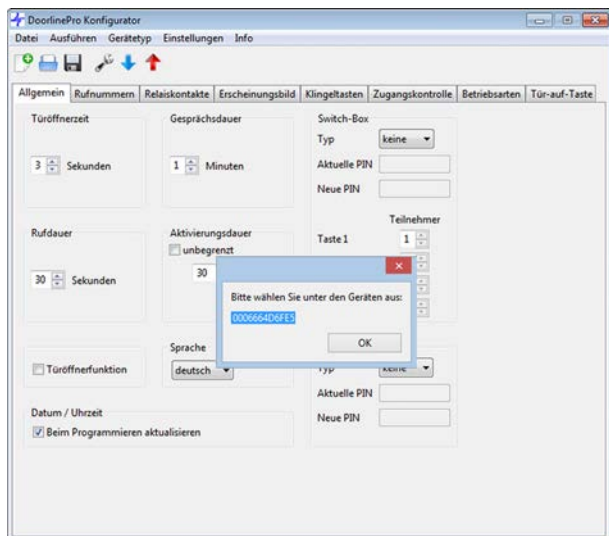 DoorlinePro Konfigurator
Datei Ausführen Gerätetyp Einstellungen Info
Allgemein Rufnummern Relaiskontakte Erscheinungsbild Klingeltasten Zugangskontrolle Betriebsarten Tür-auf-Taste
Türöffnerzeit
3 Sekunden
Gesprächsdauer
1 Minuten
Switch-Box
Typ keine
Aktuelle PIN
Neue PIN
Teilnehmer
Taste 1 1
Rufdauer
30 Sekunden
Aktivierungsdauer
unbegrenzt
30
Bitte wählen Sie unter den Geräten aus:
0006664D6FE5
OK
Türöffnerfunktion
Sprache
deutsch
Typ keine
Aktuelle PIN
Neue PIN
Datum / Uhrzeit
Beim Programmieren aktualisieren